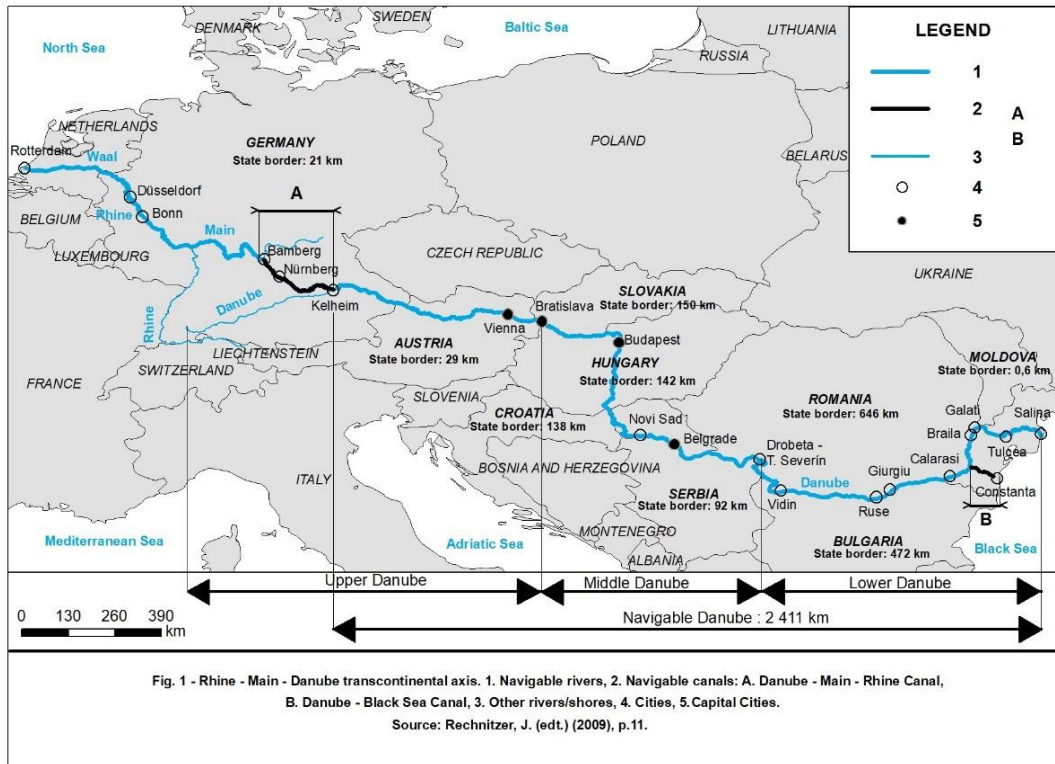 North Sea
DENMARK
SWEDEN
Baltic Sea
LITHUANIA
RUSSIA
LEGEND
1
2
A
B
3
4
5
NETHERLANDS
Rotterdam
Waal
GERMANY
State border: 21 km
POLAND
BELARUS
Düsseldorf
BELGIUM
Rhine
Bonn
A
LUXEMBOURG
Main
Bamberg
Nürnberg
CZECH REPUBLIC
UKRAINE
Danube
Kelheim
Rhine
SLOVAKIA
State border: 150 km
Bratislava
Vienna
Budapest
AUSTRIA
State border: 29 km
LIECHTENSTEIN
SWITZERLAND
FRANCE
HUNGARY
State border: 142 km
MOLDOVA
State border: 0,6 km
SLOVENIA
CROATIA
State border: 138 km
ROMANIA
State border: 646 km
Galati
Salina
Braila
Tulcea
Novi Sad
Belgrade
Drobeta -
T. Severín
Giurgiu
Calarasi
BOSNIA AND HERZEGOVINA
ITALY
Danube
Constanta
Vidin
Ruse
SERBIA
State border: 92 km
B
MONTENEGRO
ALBANIA
BULGARIA
State border: 472 km
Mediterranean Sea
Adriatic Sea
Black Sea
Upper Danube
Middle Danube
Lower Danube
0 130 260 390
km
Navigable Danube : 2 411 km
Fig. 1 - Rhine - Main - Danube transcontinental axis. 1. Navigable rivers, 2. Navigable canals: A. Danube - Main - Rhine Canal,
B. Danube - Black Sea Canal, 3. Other rivers/shores, 4. Cities, 5. Capital Cities.
Source: Rechnitzer, J. (edt.) (2009), p.11.